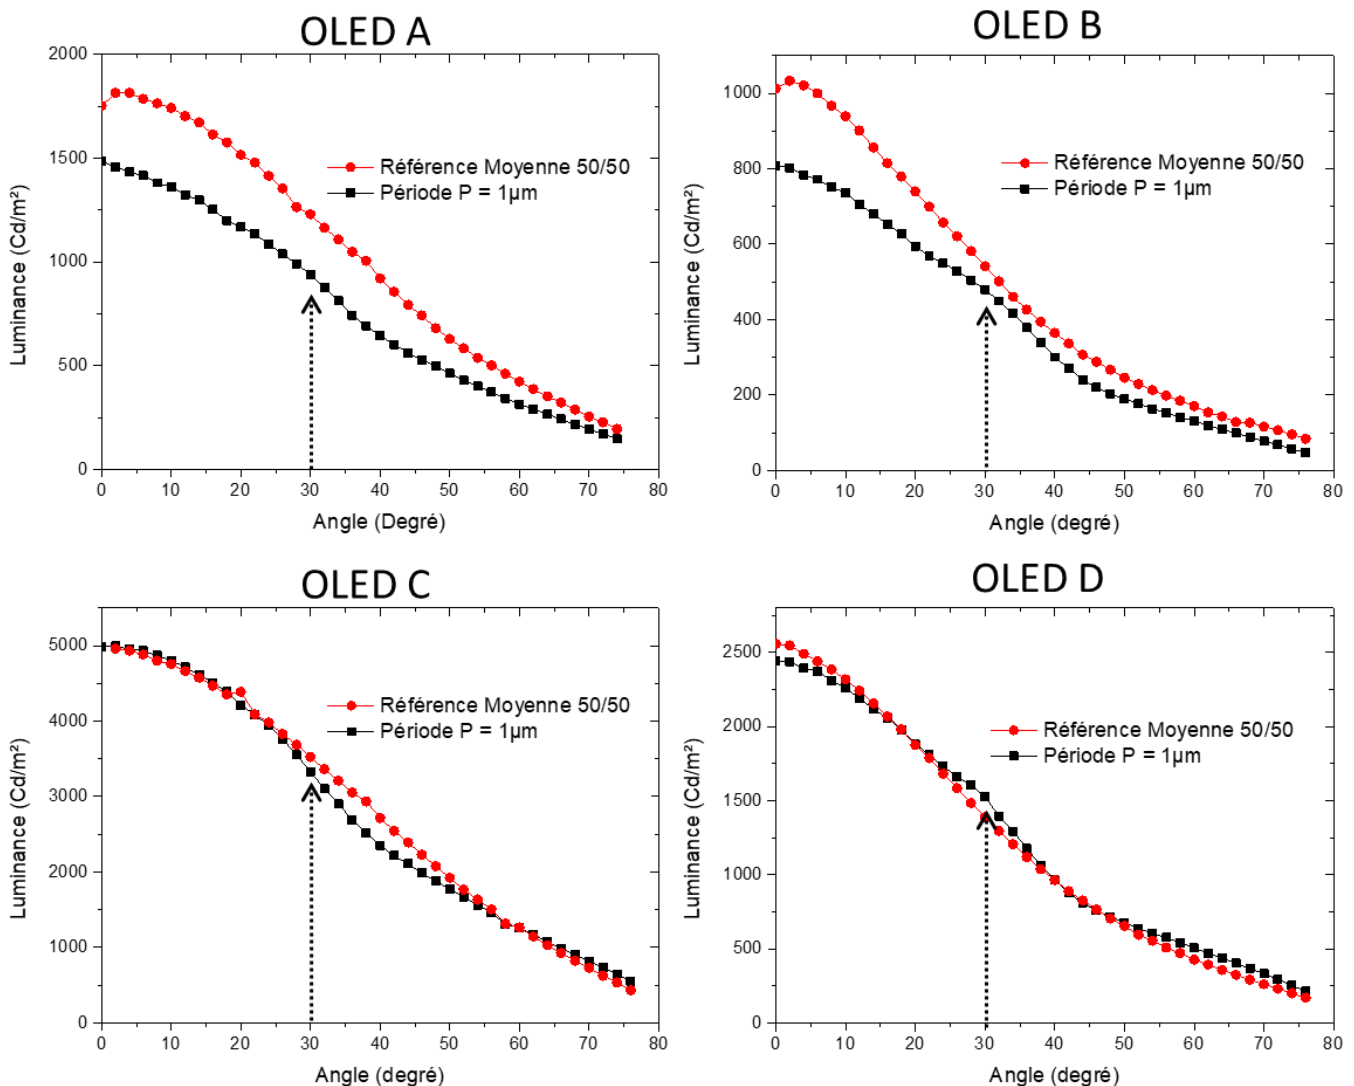 OLED A
2000
1500
1000
500
0
Luminance (Cd/m²)
Référence Moyenne 50/50
Période P = 1µm
0 10 20 30 40 50 60 70 80
Angle (Degré)
OLED B
1000
800
600
400
200
0
Luminance (Cd/m²)
Référence Moyenne 50/50
Période P = 1µm
0 10 20 30 40 50 60 70 80
Angle (degré)
OLED C
5000
4000
3000
2000
1000
0
Luminance (Cd/m²)
Référence Moyenne 50/50
Période P = 1µm
0 10 20 30 40 50 60 70 80
Angle (degré)
OLED D
2500
2000
1500
1000
500
0
Luminance (Cd/m²)
Référence Moyenne 50/50
Période P = 1µm
0 10 20 30 40 50 60 70 80
Angle (degré)